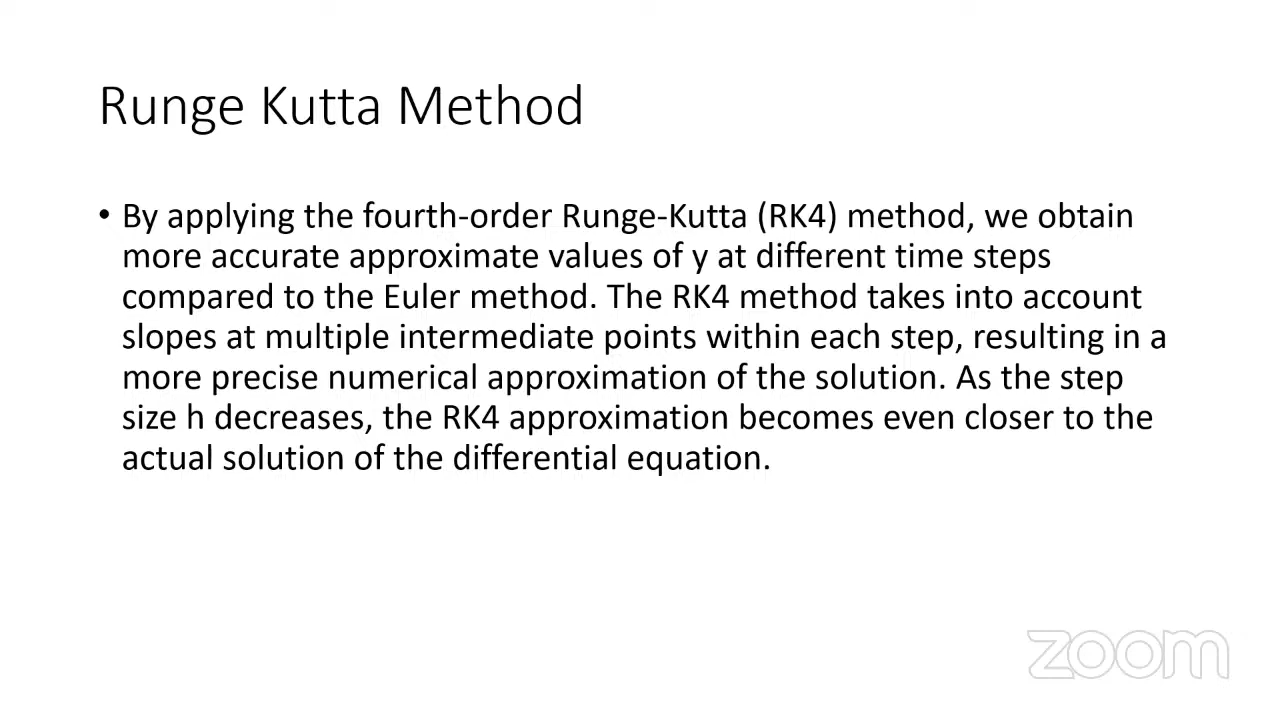 Runge Kutta Method
• By applying the fourth-order Runge-Kutta (RK4) method, we obtain
more accurate approximate values of y at different time steps
compared to the Euler method. The RK4 method takes into account
slopes at multiple intermediate points within each step, resulting in a
more precise numerical approximation of the solution. As the step
size h decreases, the RK4 approximation becomes even closer to the
actual solution of the differential equation.
zoom